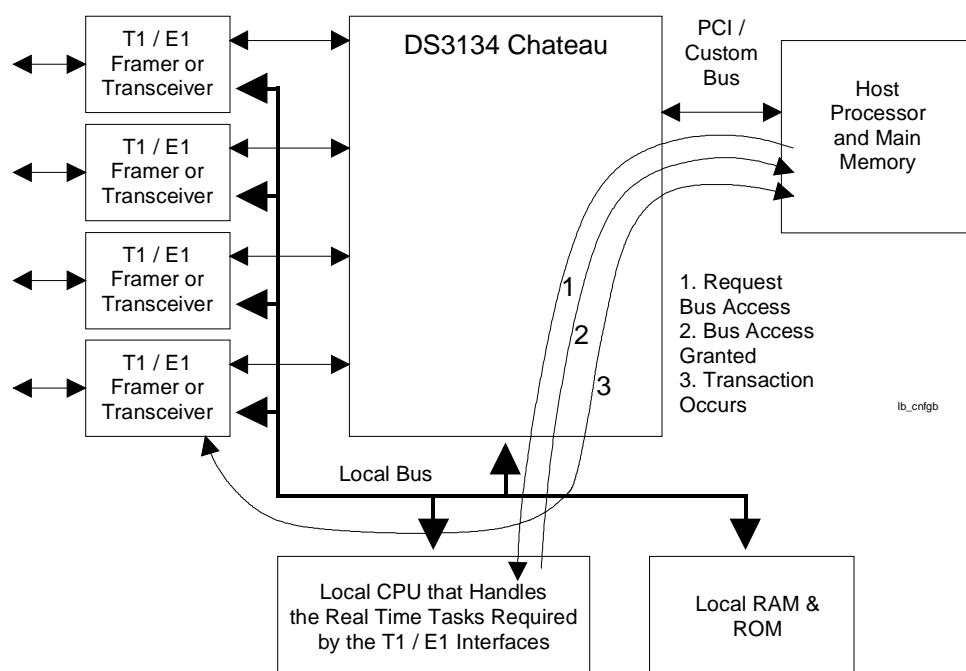 T1 / E1
Framer or
Transceiver
T1 / E1
Framer or
Transceiver
T1 / E1
Framer or
Transceiver
T1 / E1
Framer or
Transceiver
DS3134 Chateau
PCI /
Custom
Bus
Host
Processor
and Main
Memory
1
2
3
1. Request
Bus Access
2. Bus Access
Granted
3. Transaction
Occurs
lb_cnfgb
Local Bus
Local CPU that Handles
the Real Time Tasks Required
by the T1 / E1 Interfaces
Local RAM &
ROM